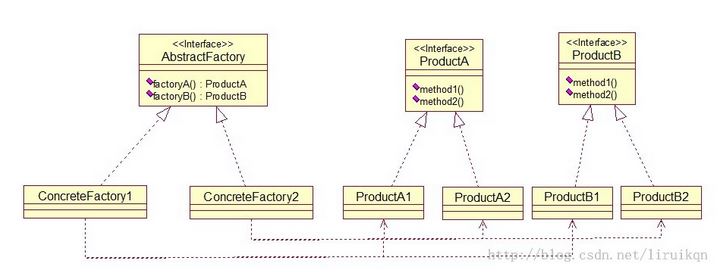 <<Interface>>
AbstractFactory
factoryA() : ProductA
factoryB() : ProductB
<<Interface>>
ProductA
method1()
method2()
<<Interface>>
ProductB
method1()
method2()
ConcreteFactory1
ConcreteFactory2
ProductA1
ProductA2
ProductB1
ProductB2
http://blog.csdn.net/liruikqn